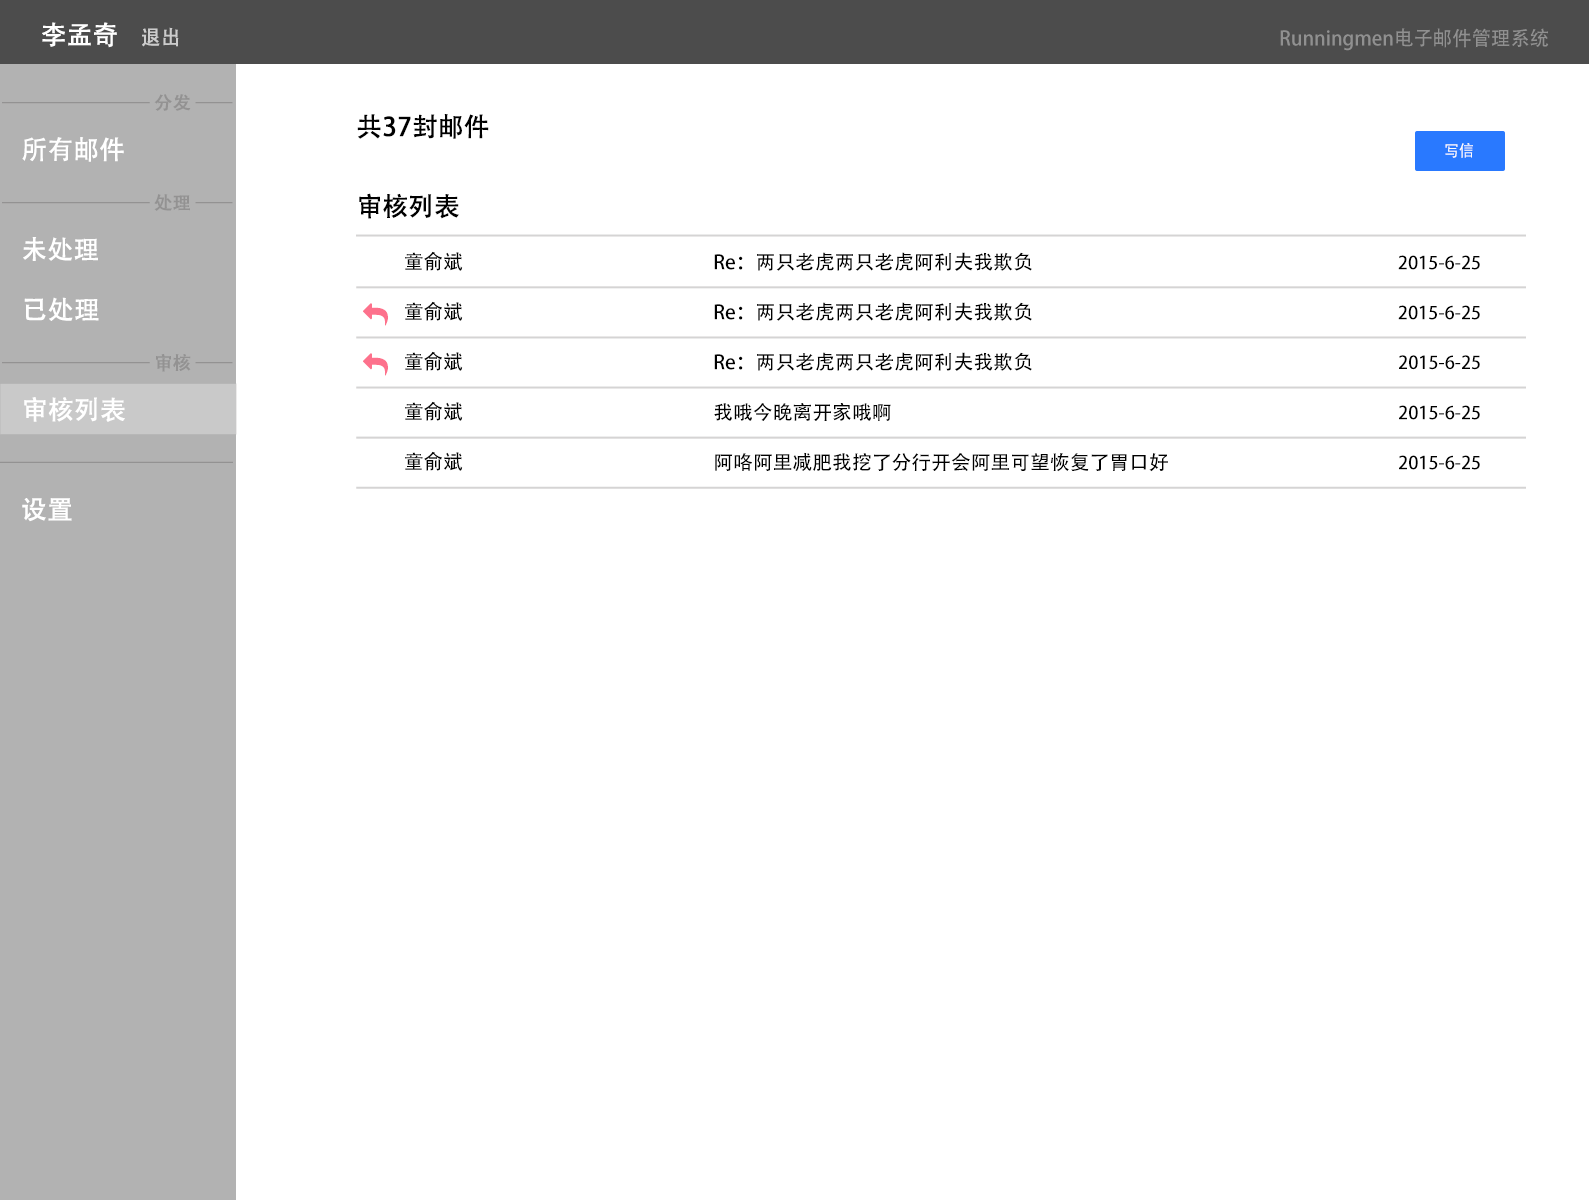 李孟奇 退出 Runningmen电子邮件管理系统
分发
所有邮件
处理
未处理
已处理
审核
审核列表
设置
共37封邮件
写信
审核列表
童俞斌 Re：两只老虎两只老虎阿利夫我欺负 2015-6-25
童俞斌 Re：两只老虎两只老虎阿利夫我欺负 2015-6-25
童俞斌 Re：两只老虎两只老虎阿利夫我欺负 2015-6-25
童俞斌 我哦今晚离开家哦啊 2015-6-25
童俞斌 阿咯阿里减肥我挖了分行开会阿里可望恢复了胃口好 2015-6-25